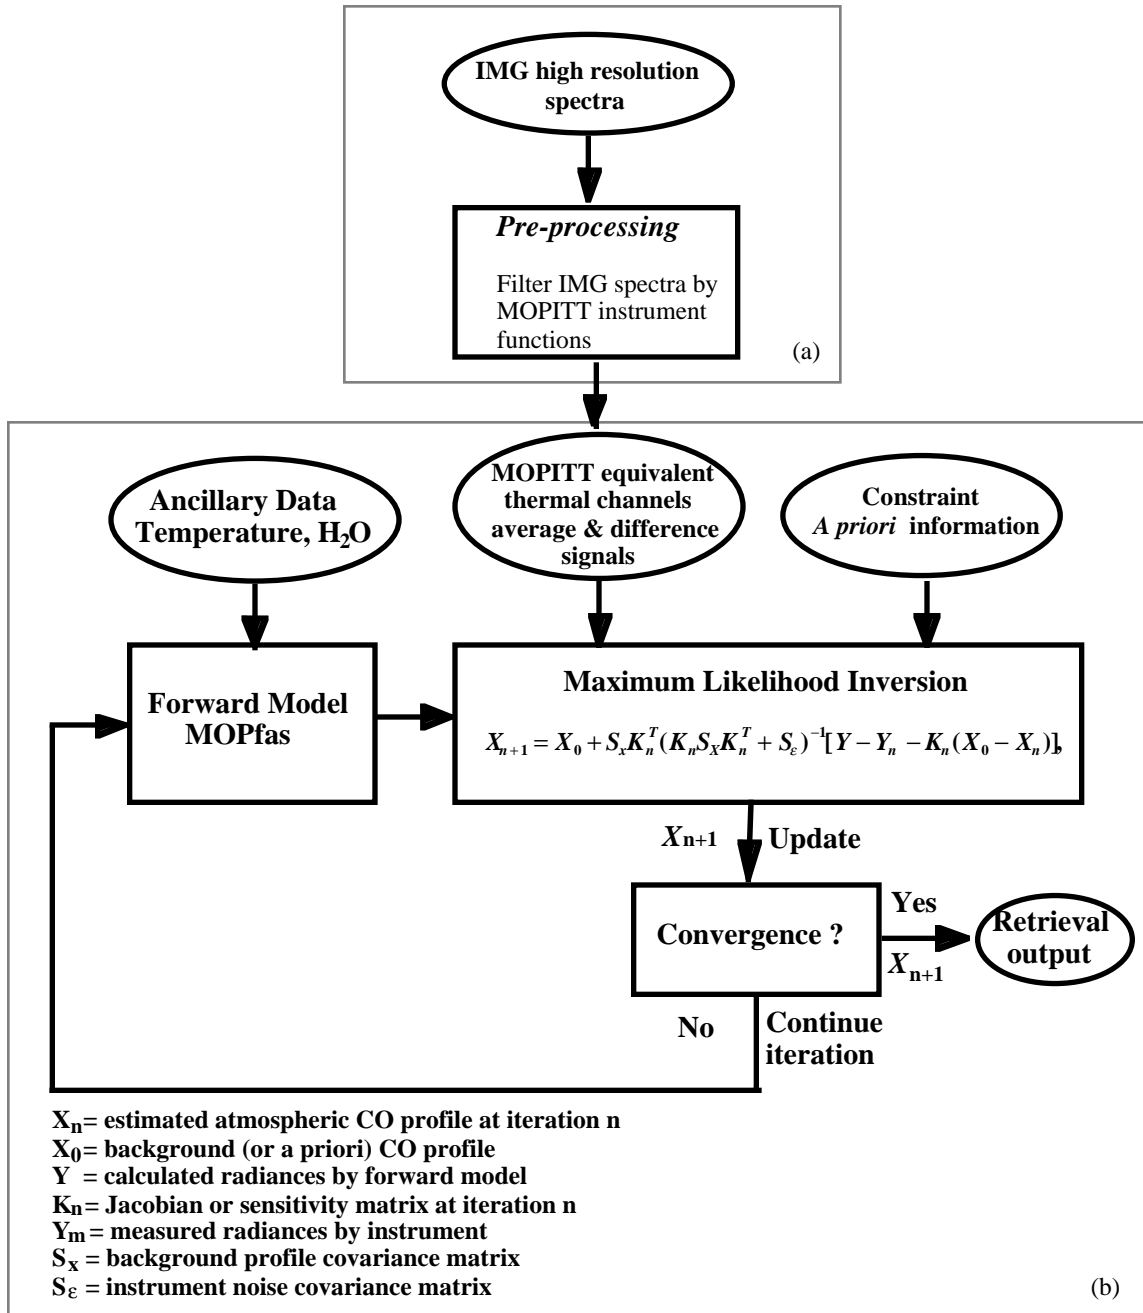 IMG high resolution
spectra
Pre-processing
Filter IMG spectra by
MOPITT instrument
functions
(a)
Ancillary Data
Temperature, H₂O
MOPITT equivalent
thermal channels
average & difference
signals
Constraint
A priori information
Forward Model
MOPfas
Maximum Likelihood Inversion
Xₙ₊₁ = X₀ + SₓKₙᵀ(KₙS_XKₙᵀ + S_ε)⁻¹[Y − Yₙ − Kₙ(X₀ − Xₙ)],
Xₙ₊₁ Update
Convergence ?
Yes
Xₙ₊₁
Retrieval
output
No
Continue
iteration
Xₙ= estimated atmospheric CO profile at iteration n
X₀= background (or a priori) CO profile
Y = calculated radiances by forward model
Kₙ= Jacobian or sensitivity matrix at iteration n
Yₘ= measured radiances by instrument
Sₓ = background profile covariance matrix
S_ε = instrument noise covariance matrix
(b)